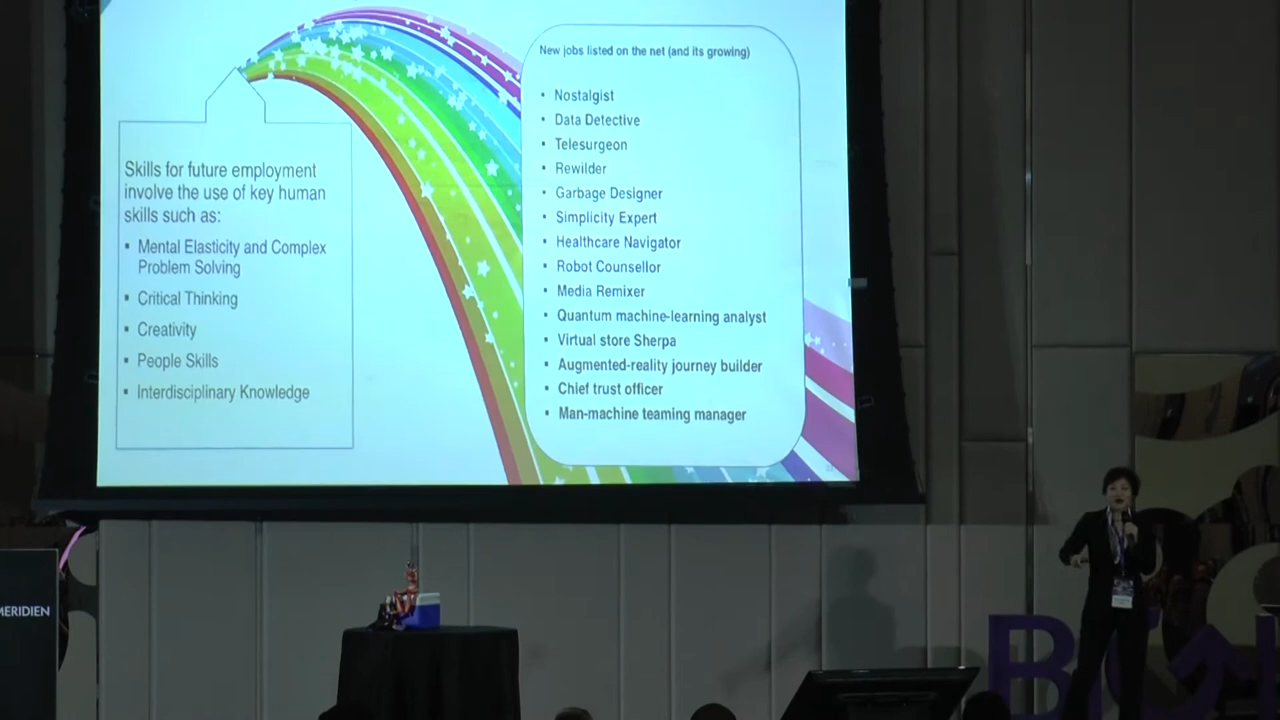 Skills for future employment
involve the use of key human
skills such as:
▪ Mental Elasticity and Complex
Problem Solving
▪ Critical Thinking
▪ Creativity
▪ People Skills
▪ Interdisciplinary Knowledge
New jobs listed on the net (and its growing)
▪ Nostalgist
▪ Data Detective
▪ Telesurgeon
▪ Rewilder
▪ Garbage Designer
▪ Simplicity Expert
▪ Healthcare Navigator
▪ Robot Counsellor
▪ Media Remixer
▪ Quantum machine-learning analyst
▪ Virtual store Sherpa
▪ Augmented-reality journey builder
▪ Chief trust officer
▪ Man-machine teaming manager
MERIDIEN